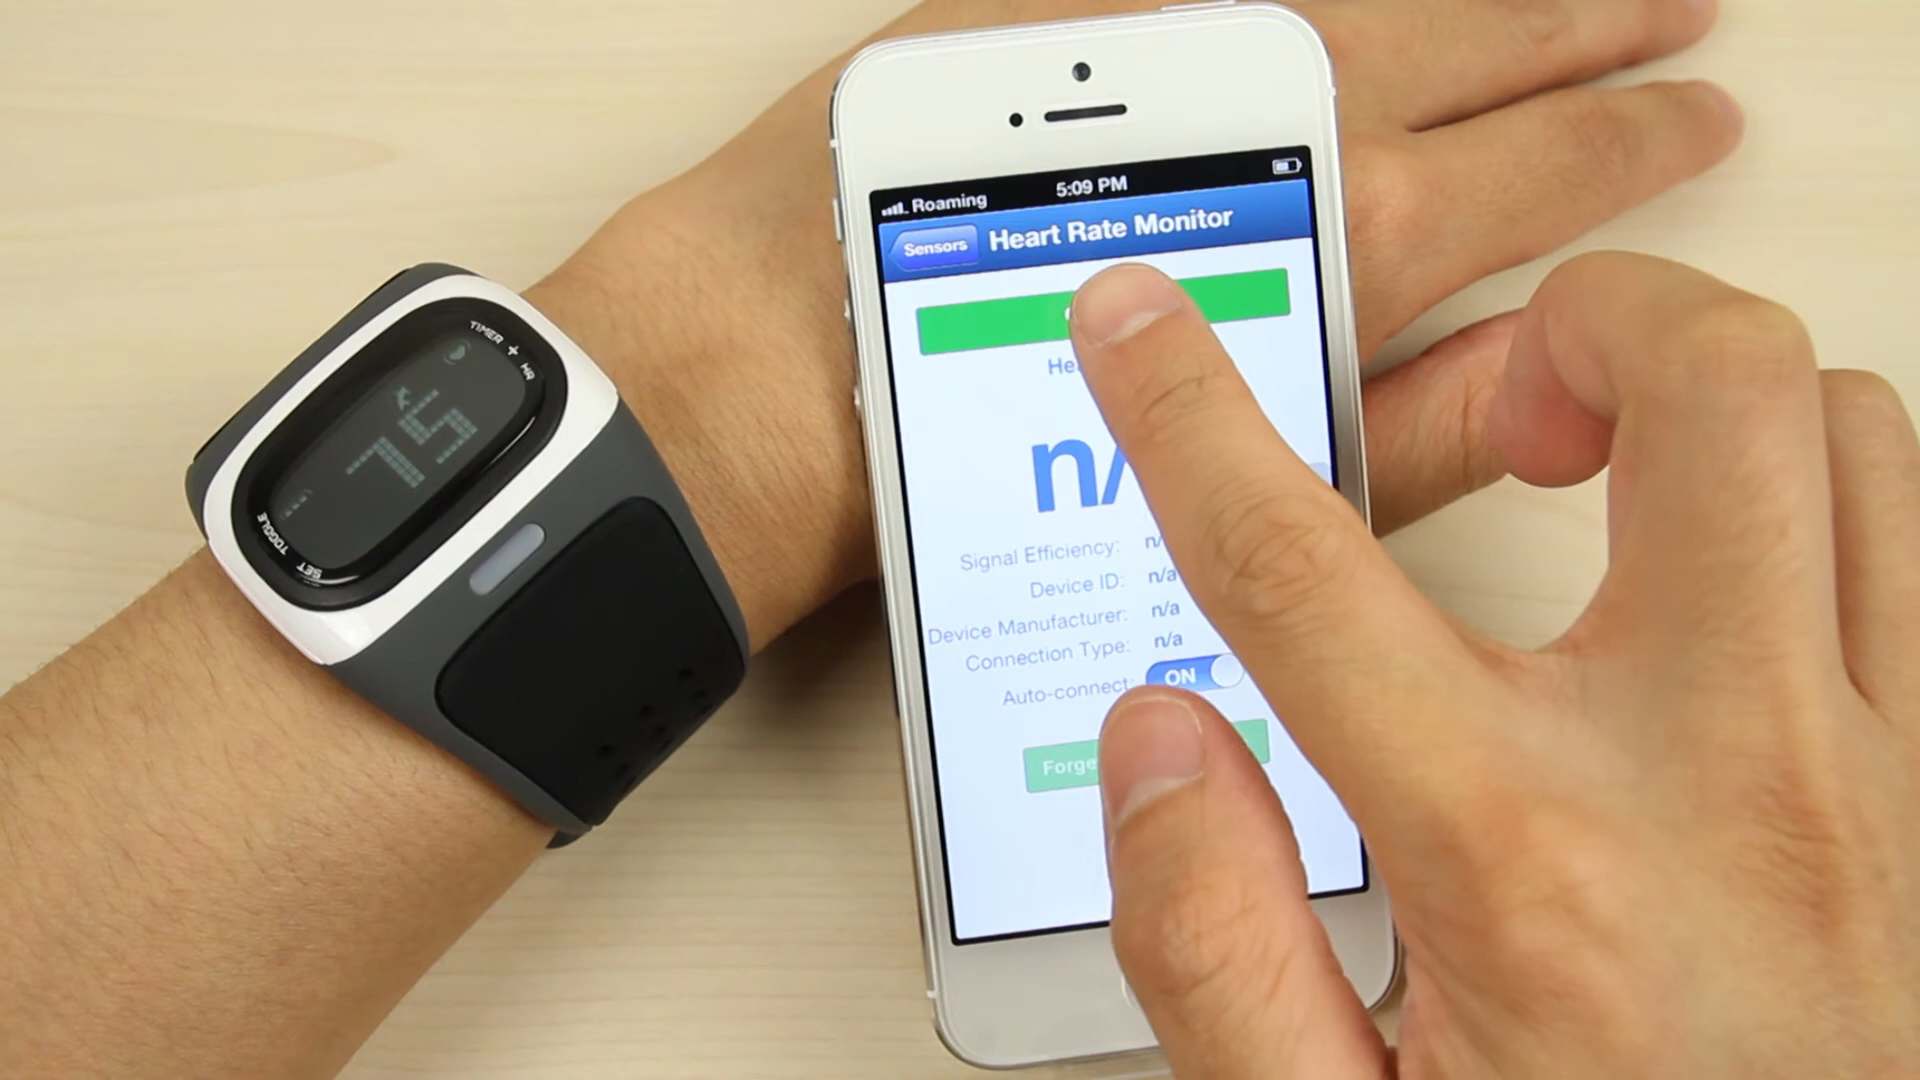 TIMER + HR
75
TOGGLE
SET
Roaming 5:09 PM
Sensors Heart Rate Monitor
n/
Signal Efficiency:
Device ID: n/a
Device Manufacturer: n/a
Connection Type: n/a
Auto-connect: ON